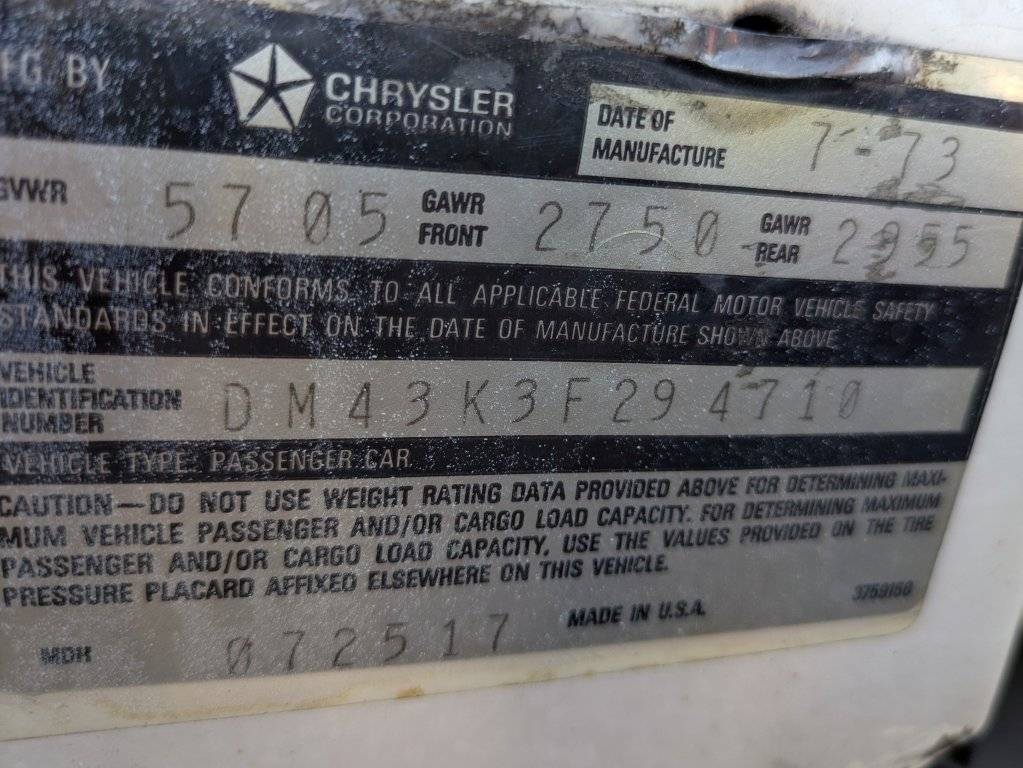 FG. BY
CHRYSLER
CORPORATION
DATE OF
MANUFACTURE
7-73
GVWR 5705 GAWR
FRONT 2750 GAWR
REAR 2955
THIS VEHICLE CONFORMS TO ALL APPLICABLE FEDERAL MOTOR VEHICLE SAFETY
STANDARDS IN EFFECT ON THE DATE OF MANUFACTURE SHOWN ABOVE
VEHICLE
IDENTIFICATION
NUMBER
DM43K3F294710
VEHICLE TYPE: PASSENGER CAR
CAUTION—DO NOT USE WEIGHT RATING DATA PROVIDED ABOVE FOR DETERMINING MAXI-
MUM VEHICLE PASSENGER AND/OR CARGO LOAD CAPACITY. FOR DETERMINING MAXIMUM
PASSENGER AND/OR CARGO LOAD CAPACITY, USE THE VALUES PROVIDED ON THE TIRE
PRESSURE PLACARD AFFIXED ELSEWHERE ON THIS VEHICLE.
MDH 072517 MADE IN U.S.A.
3759150